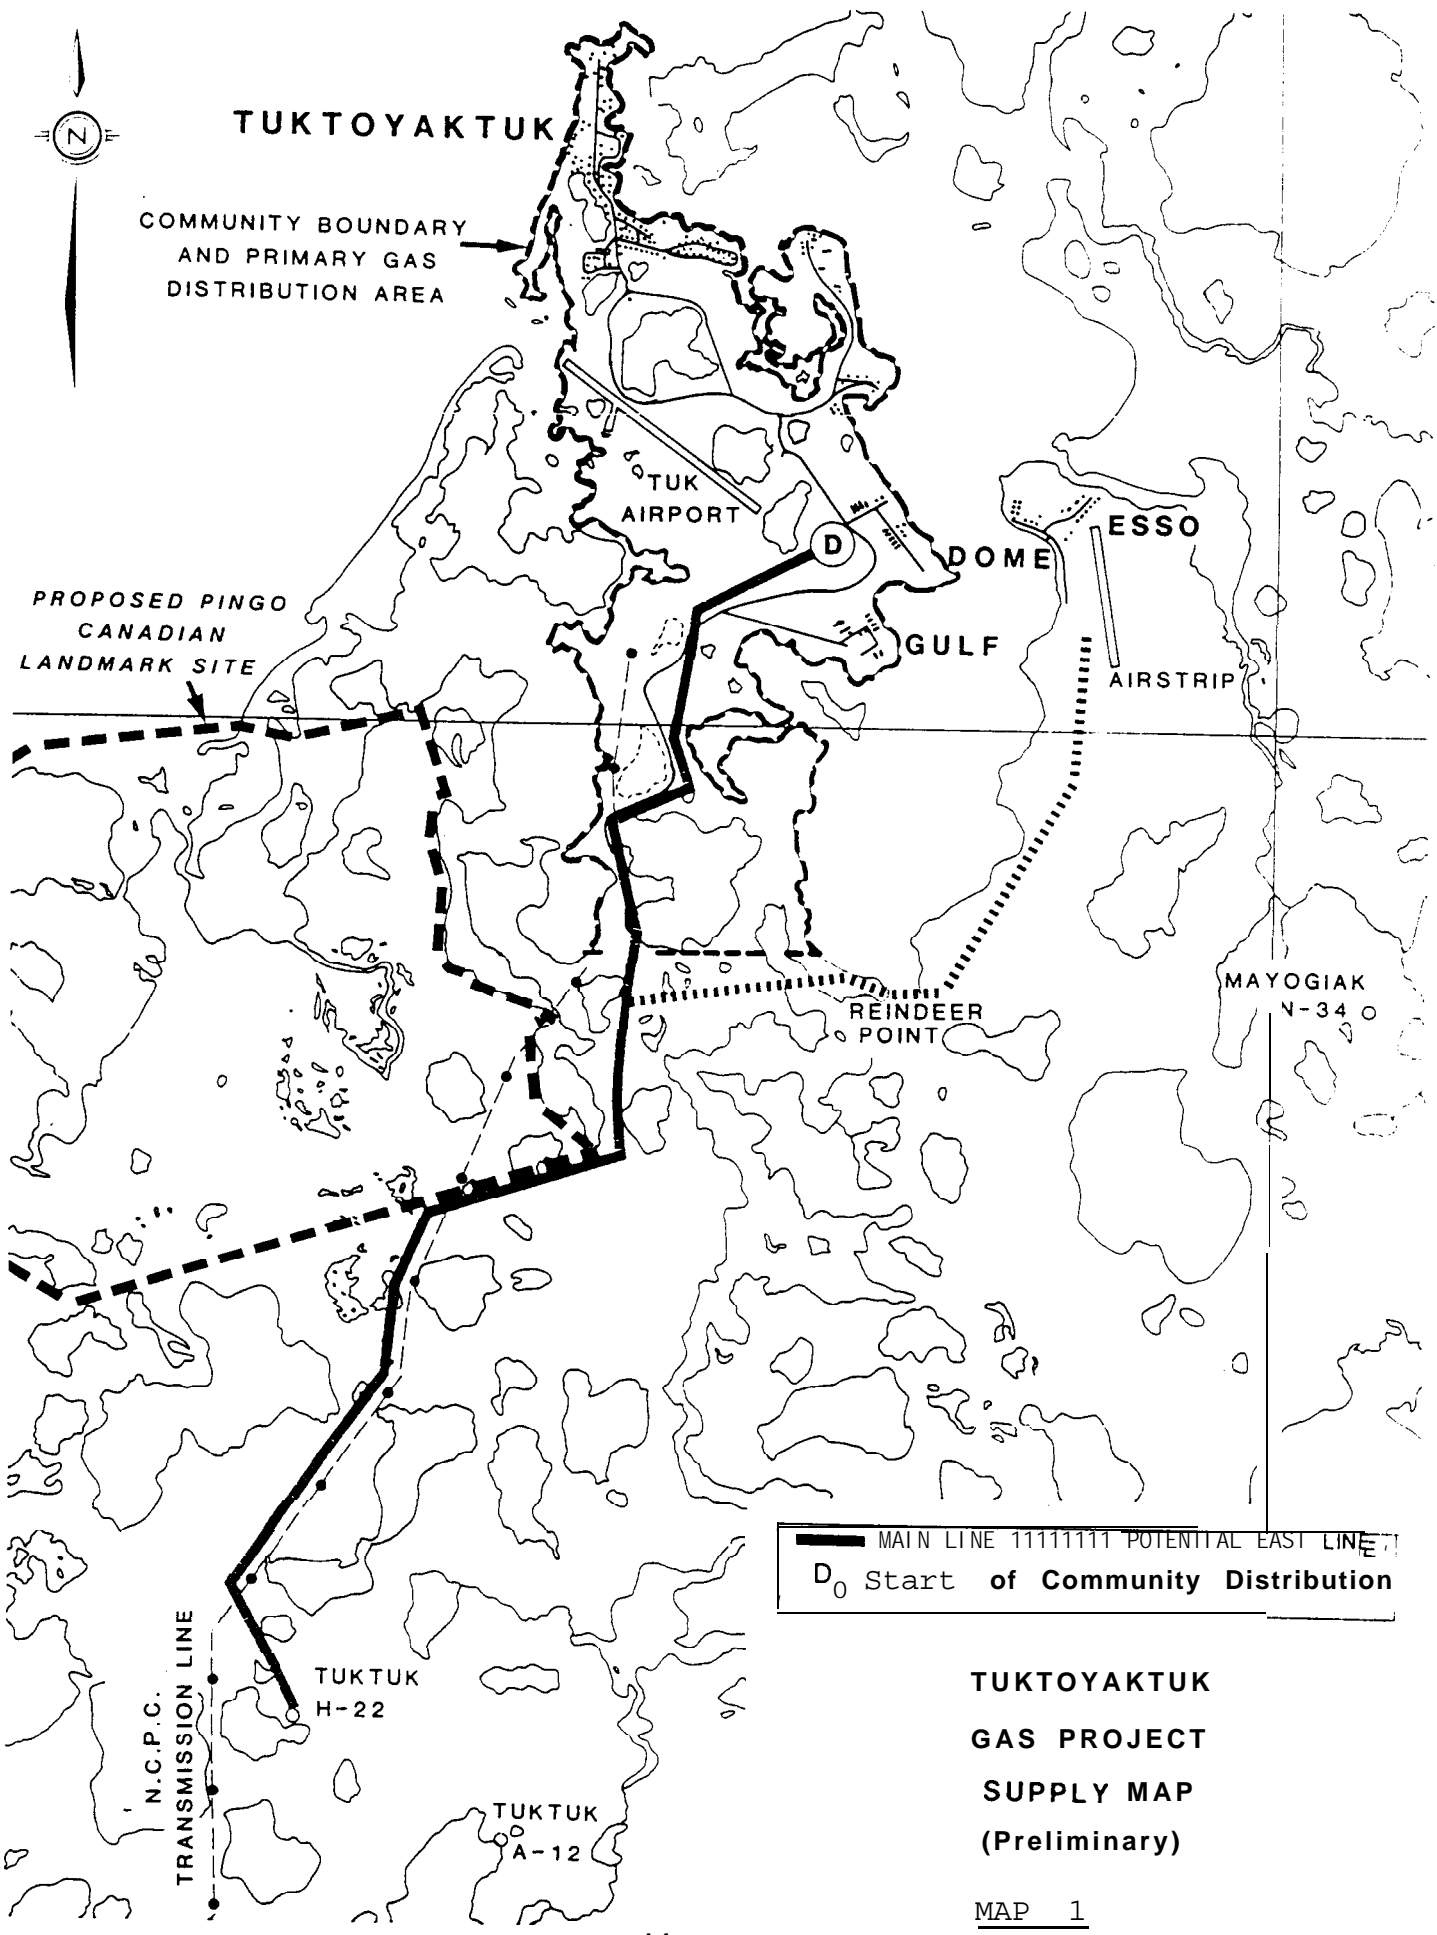 N
TUKTOYAKTUK
COMMUNITY BOUNDARY
AND PRIMARY GAS
DISTRIBUTION AREA
TUK
AIRPORT
D
DOME
ESSO
GULF
AIRSTRIP
PROPOSED PINGO
CANADIAN
LANDMARK SITE
MAYOGIAK
N-34
REINDEER
POINT
MAIN LINE 11111111 POTENTIAL EAST LINE
D0 Start of Community Distribution
TUKTUK
H-22
N.C.P.C.
TRANSMISSION LINE
TUKTUK
A-12
TUKTOYAKTUK
GAS PROJECT
SUPPLY MAP
(Preliminary)
MAP 1